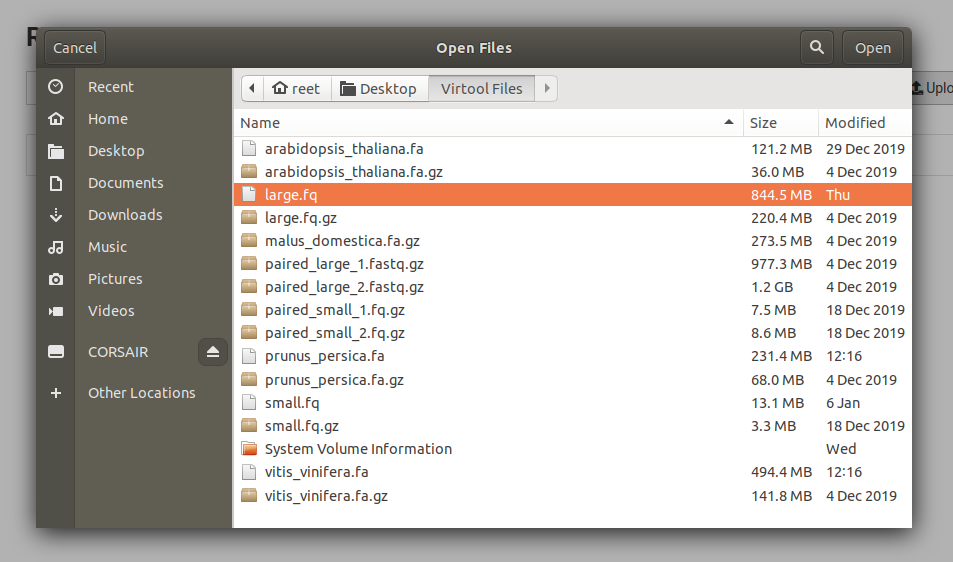 R
Cancel Open Files Open
Recent
Home
Desktop
Documents
Downloads
Music
Pictures
Videos
CORSAIR
Other Locations
reet Desktop Virtool Files
Uplo
Name Size Modified
arabidopsis_thaliana.fa 121.2 MB 29 Dec 2019
arabidopsis_thaliana.fa.gz 36.0 MB 4 Dec 2019
large.fq 844.5 MB Thu
large.fq.gz 220.4 MB 4 Dec 2019
malus_domestica.fa.gz 273.5 MB 4 Dec 2019
paired_large_1.fastq.gz 977.3 MB 4 Dec 2019
paired_large_2.fastq.gz 1.2 GB 4 Dec 2019
paired_small_1.fq.gz 7.5 MB 18 Dec 2019
paired_small_2.fq.gz 8.6 MB 18 Dec 2019
prunus_persica.fa 231.4 MB 12:16
prunus_persica.fa.gz 68.0 MB 4 Dec 2019
small.fq 13.1 MB 6 Jan
small.fq.gz 3.3 MB 18 Dec 2019
System Volume Information Wed
vitis_vinifera.fa 494.4 MB 12:16
vitis_vinifera.fa.gz 141.8 MB 4 Dec 2019